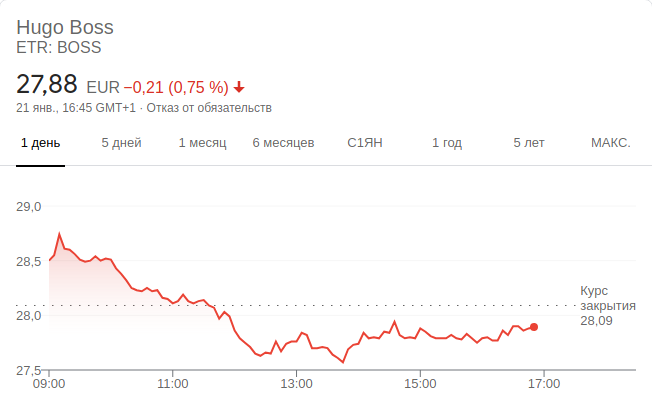 Hugo Boss
ETR: BOSS
27,88 EUR −0,21 (0,75 %)
21 янв., 16:45 GMT+1 · Отказ от обязательств
1 день 5 дней 1 месяц 6 месяцев С1ЯН 1 год 5 лет МАКС.
29,0
28,5
Курс
закрытия
28,09
28,0
27,5
09:00 11:00 13:00 15:00 17:00